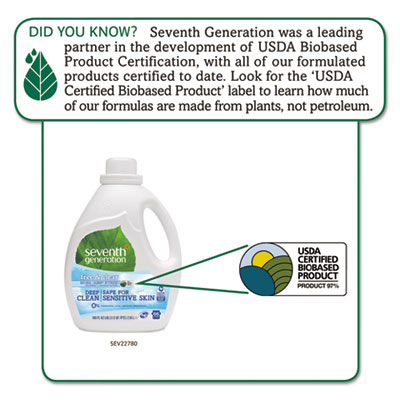 DID YOU KNOW? Seventh Generation was a leading
partner in the development of USDA Biobased
Product Certification, with all of our formulated
products certified to date. Look for the ‘USDA
Certified Biobased Product’ label to learn how much
of our formulas are made from plants, not petroleum.
seventh
generation
DEEP CLEAN SAFE FOR SENSITIVE SKIN
USDA
CERTIFIED
BIOBASED
PRODUCT
PRODUCT 97%
SEV22780